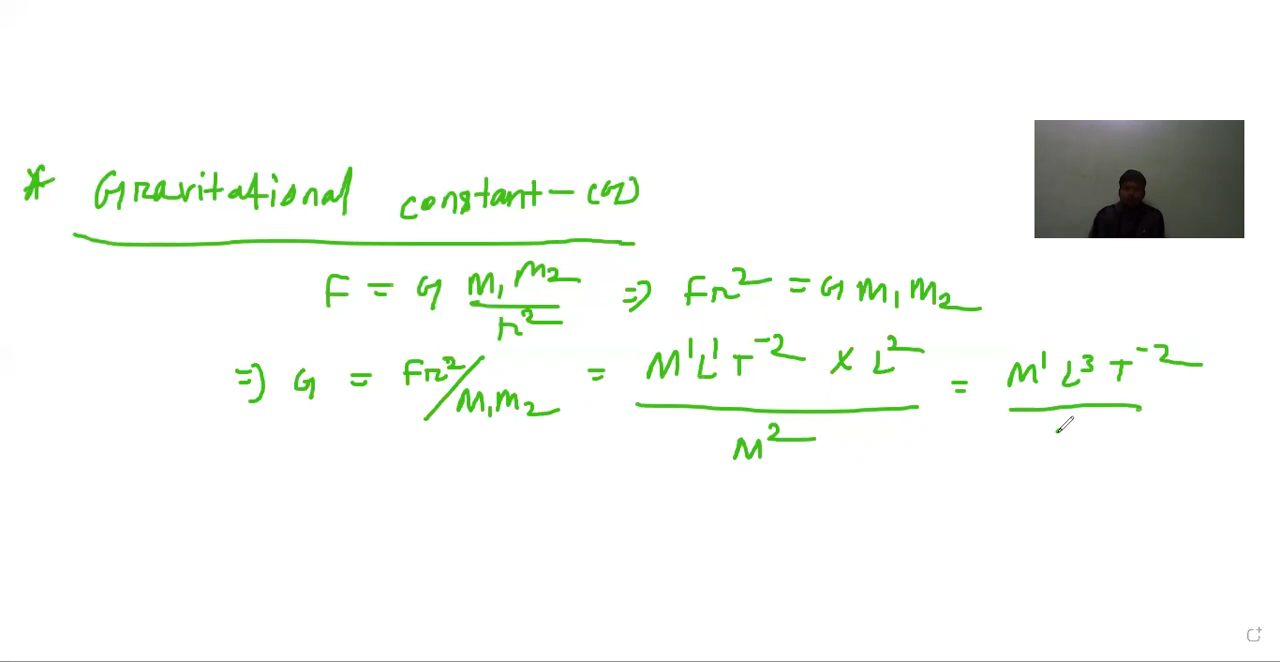 * Gravitational constant - (G)
F = G m₁m₂/r² ⇒ Fr² = G m₁m₂
⇒ G = Fr²/m₁m₂ = M¹L¹T⁻² × L² / M² = M¹L³T⁻² /